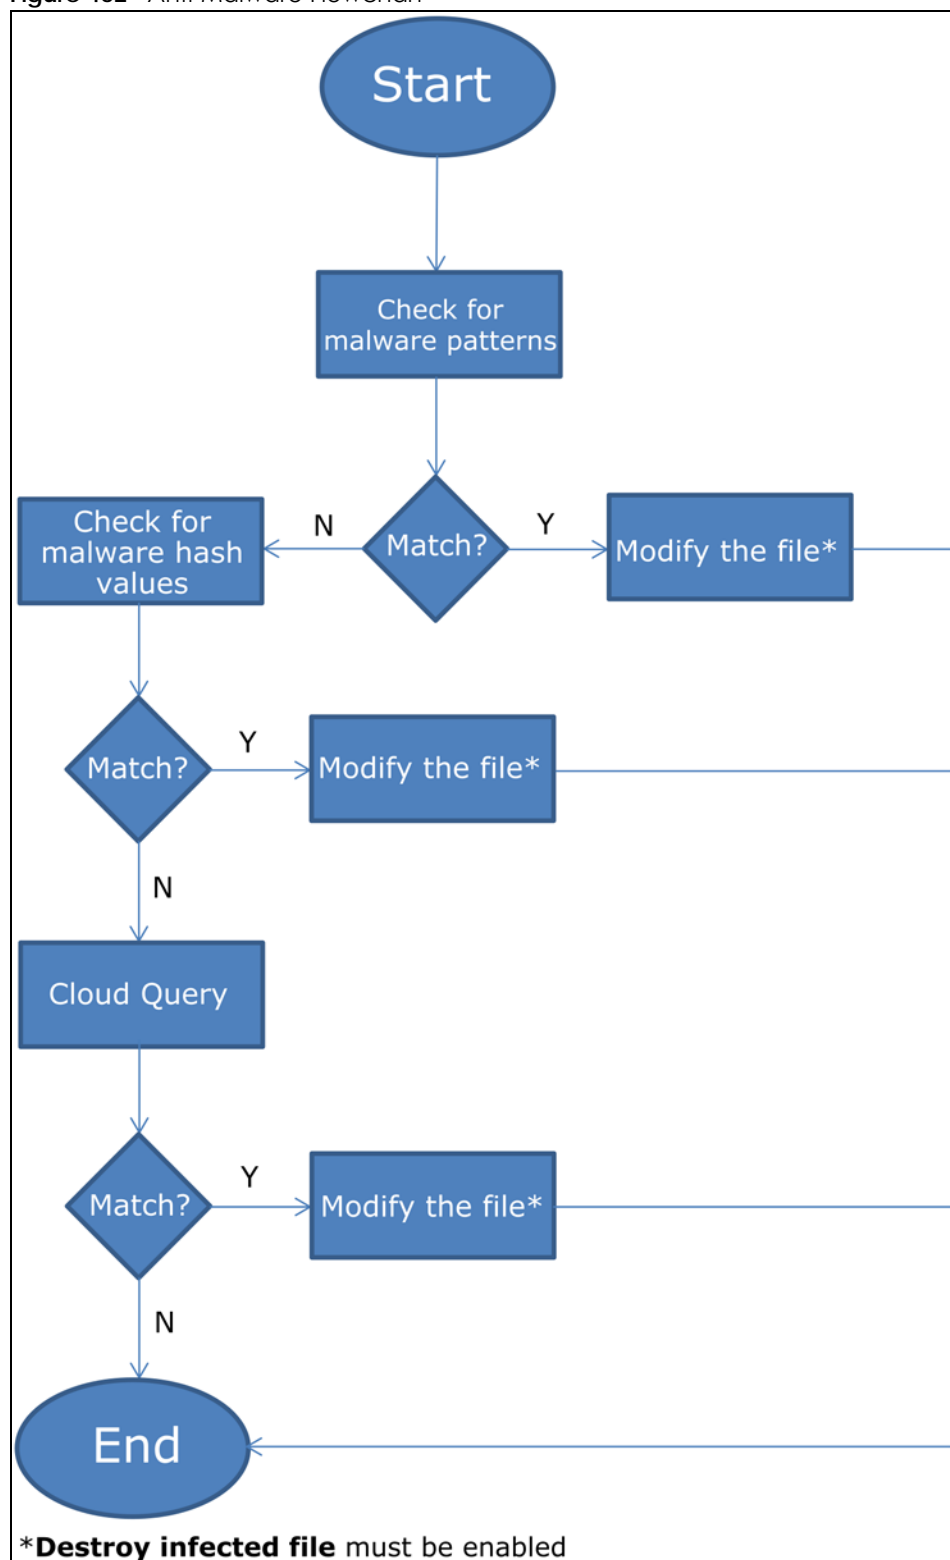 Start
Check for
malware patterns
Match?
N
Y
Modify the file*
Check for
malware hash
values
Match?
Y
Modify the file*
N
Cloud Query
Match?
Y
Modify the file*
N
End
*Destroy infected file must be enabled